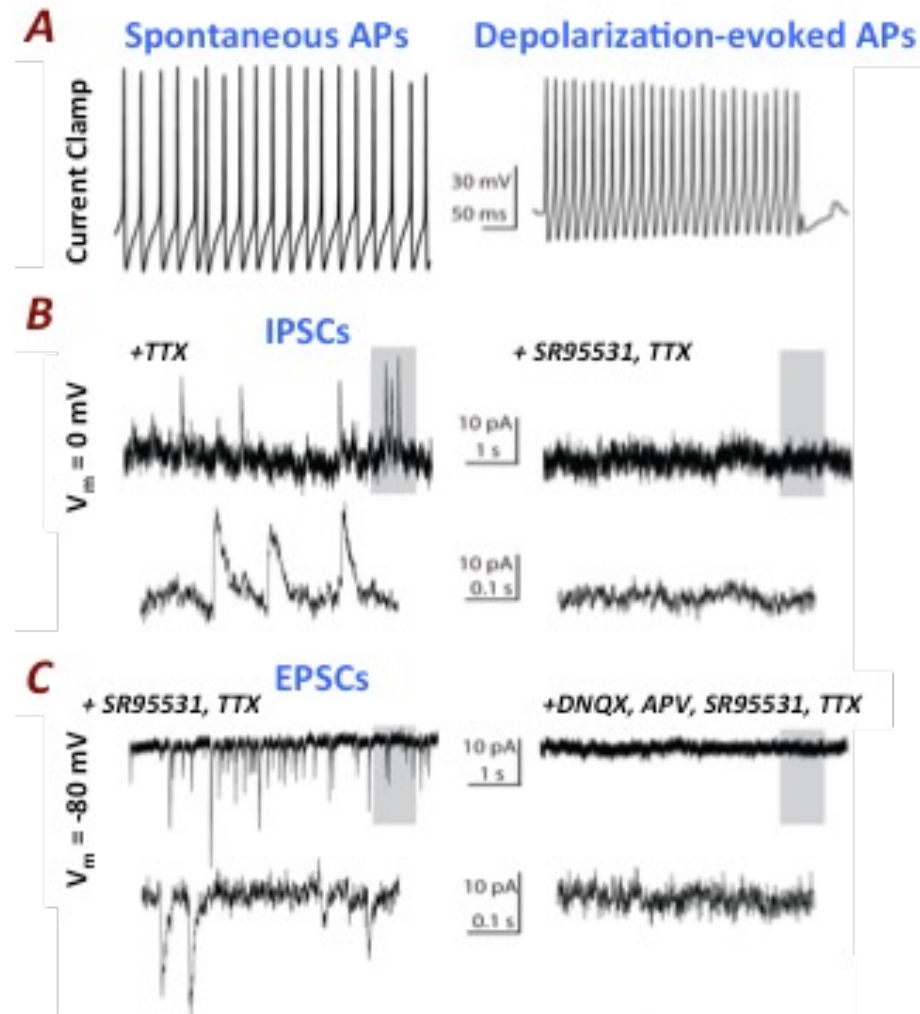 A
Spontaneous APs
Depolarization-evoked APs
Current Clamp
30 mV
50 ms
B
IPSCs
+TTX
+ SR95531, TTX
Vm = 0 mV
10 pA
1 s
10 pA
0.1 s
C
EPSCs
+ SR95531, TTX
+DNQX, APV, SR95531, TTX
Vm = -80 mV
10 pA
1 s
10 pA
0.1 s